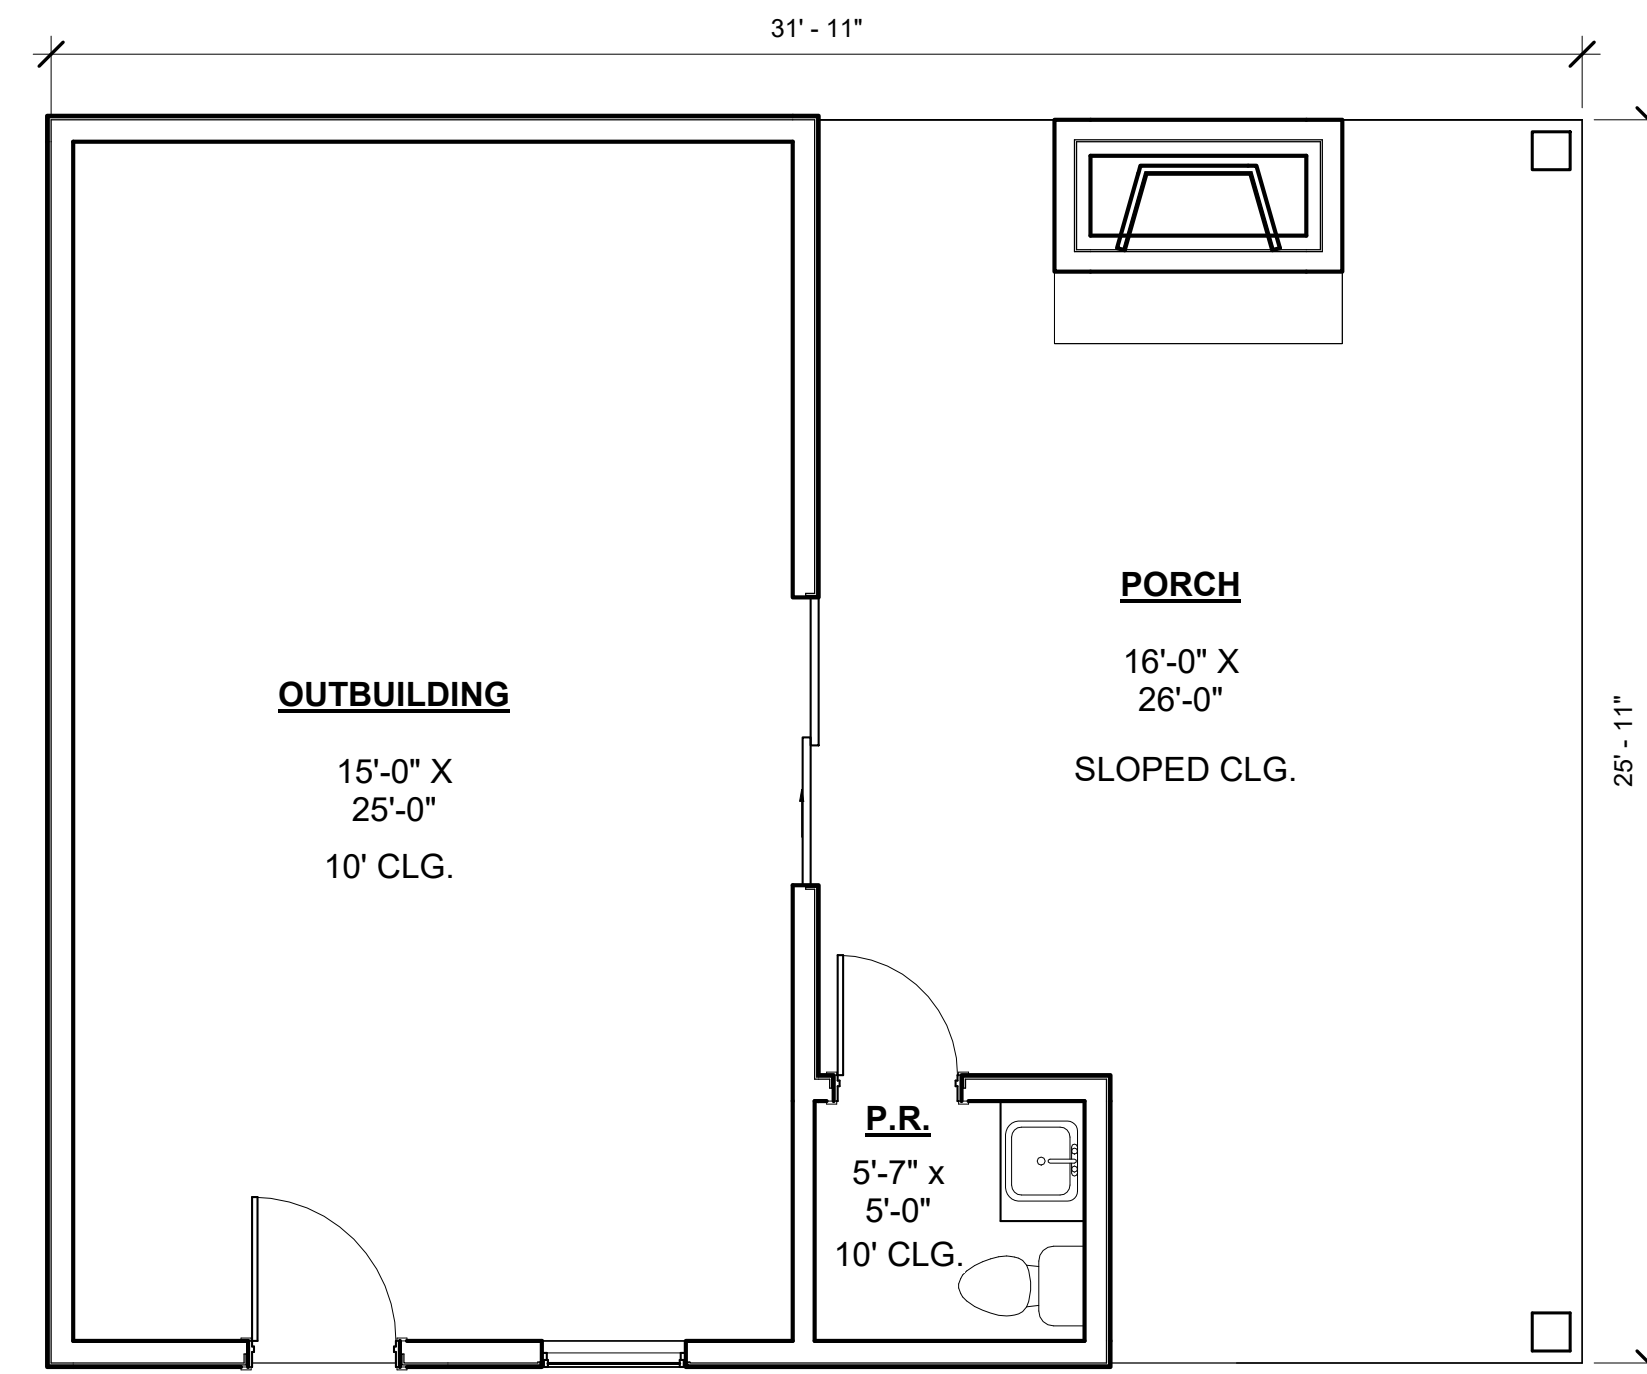 31' - 11"
PORCH
16'-0" X
26'-0"
SLOPED CLG.
OUTBUILDING
15'-0" X
25'-0"
10' CLG.
25' - 11"
P.R.
5'-7" x
5'-0"
10' CLG.